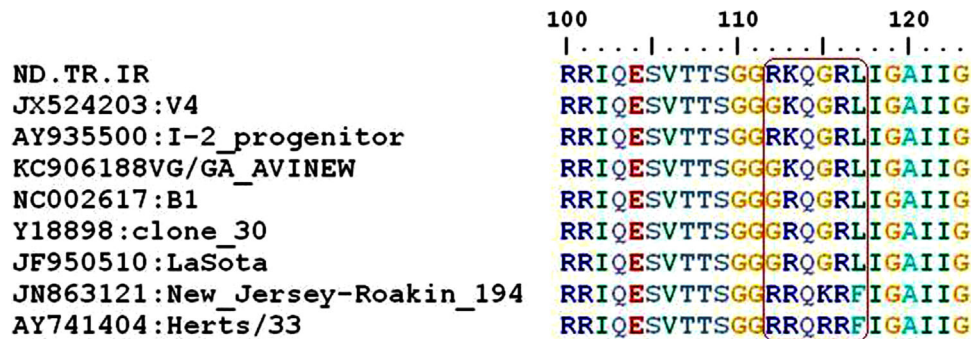 100 110 120
|....|....|....|....|...
ND.TR.IR RRIQESVTTSGGRKQGRLIGAIIG
JX524203:V4 RRIQESVTTSGGGKQGRLIGAIIG
AY935500:I-2_progenitor RRIQESVTTSGGRKQGRLIGAIIG
KC906188VG/GA_AVINEW RRIQESVTTSGGGKQGRLIGAIIG
NC002617:B1 RRIQESVTTSGGGRQGRLIGAIIG
Y18898:clone_30 RRIQESVTTSGGGRQGRLIGAIIG
JF950510:LaSota RRIQESVTTSGGGRQGRLIGAIIG
JN863121:New_Jersey-Roakin_194 RRIQESVTTSGGRRQKRFIGAIIG
AY741404:Herts/33 RRIQESVTTSGGRRQRRFIGAIIG